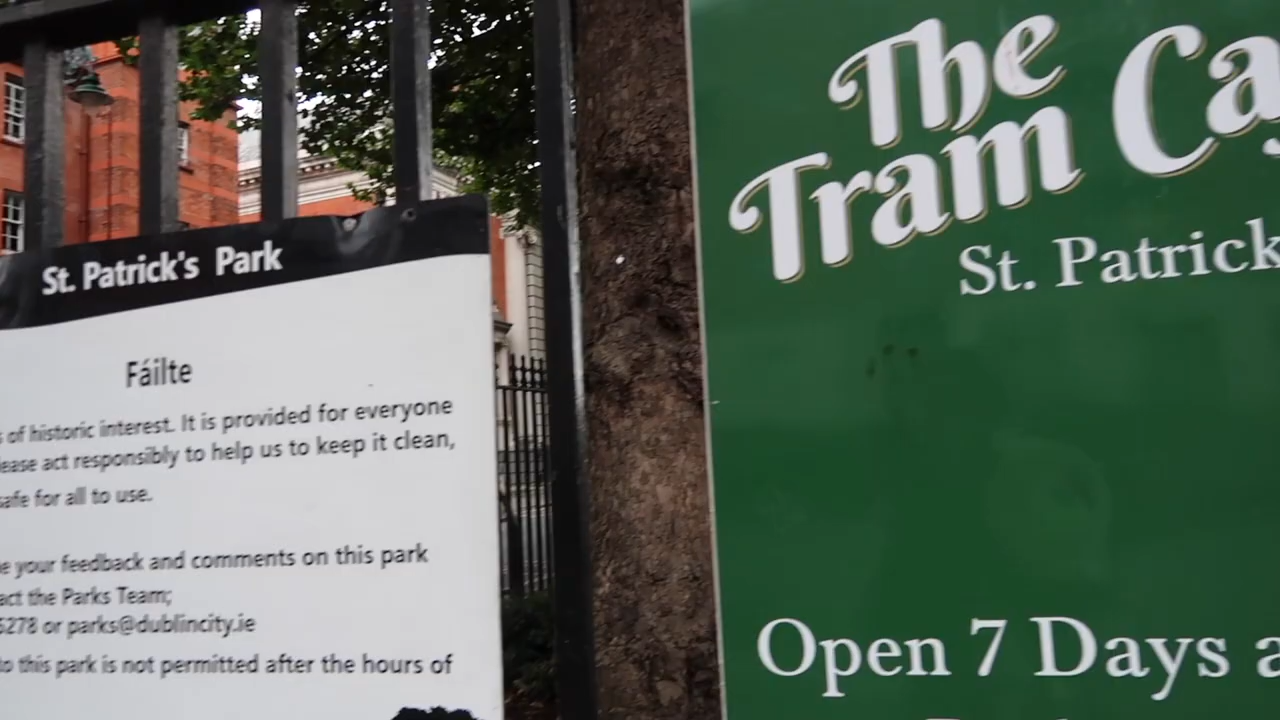 St. Patrick's Park
Fáilte
of historic interest. It is provided for everyone
act responsibly to help us to keep it clean,
safe for all to use.
your feedback and comments on this park
the Parks Team;
5278 or parks@dublincity.ie
to this park is not permitted after the hours of
The
Tram Ca
St. Patrick
Open 7 Days a